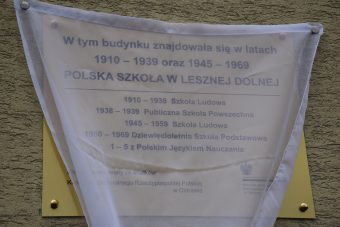 W tym budynku znajdowała się w latach
1910 – 1939 oraz 1945 – 1969
POLSKA SZKOŁA W LESZNEJ DOLNEJ
1910 – 1938 Szkoła Ludowa
1938 – 1939 Publiczna Szkoła Powszechna
1945 – 1959 Szkoła Ludowa
1960 – 1969 Dziewięcioletnia Szkoła Podstawowa
1 – 5 z Polskim Językiem Nauczania
Rzeczypospolitej Polskiej
w Ostrawie